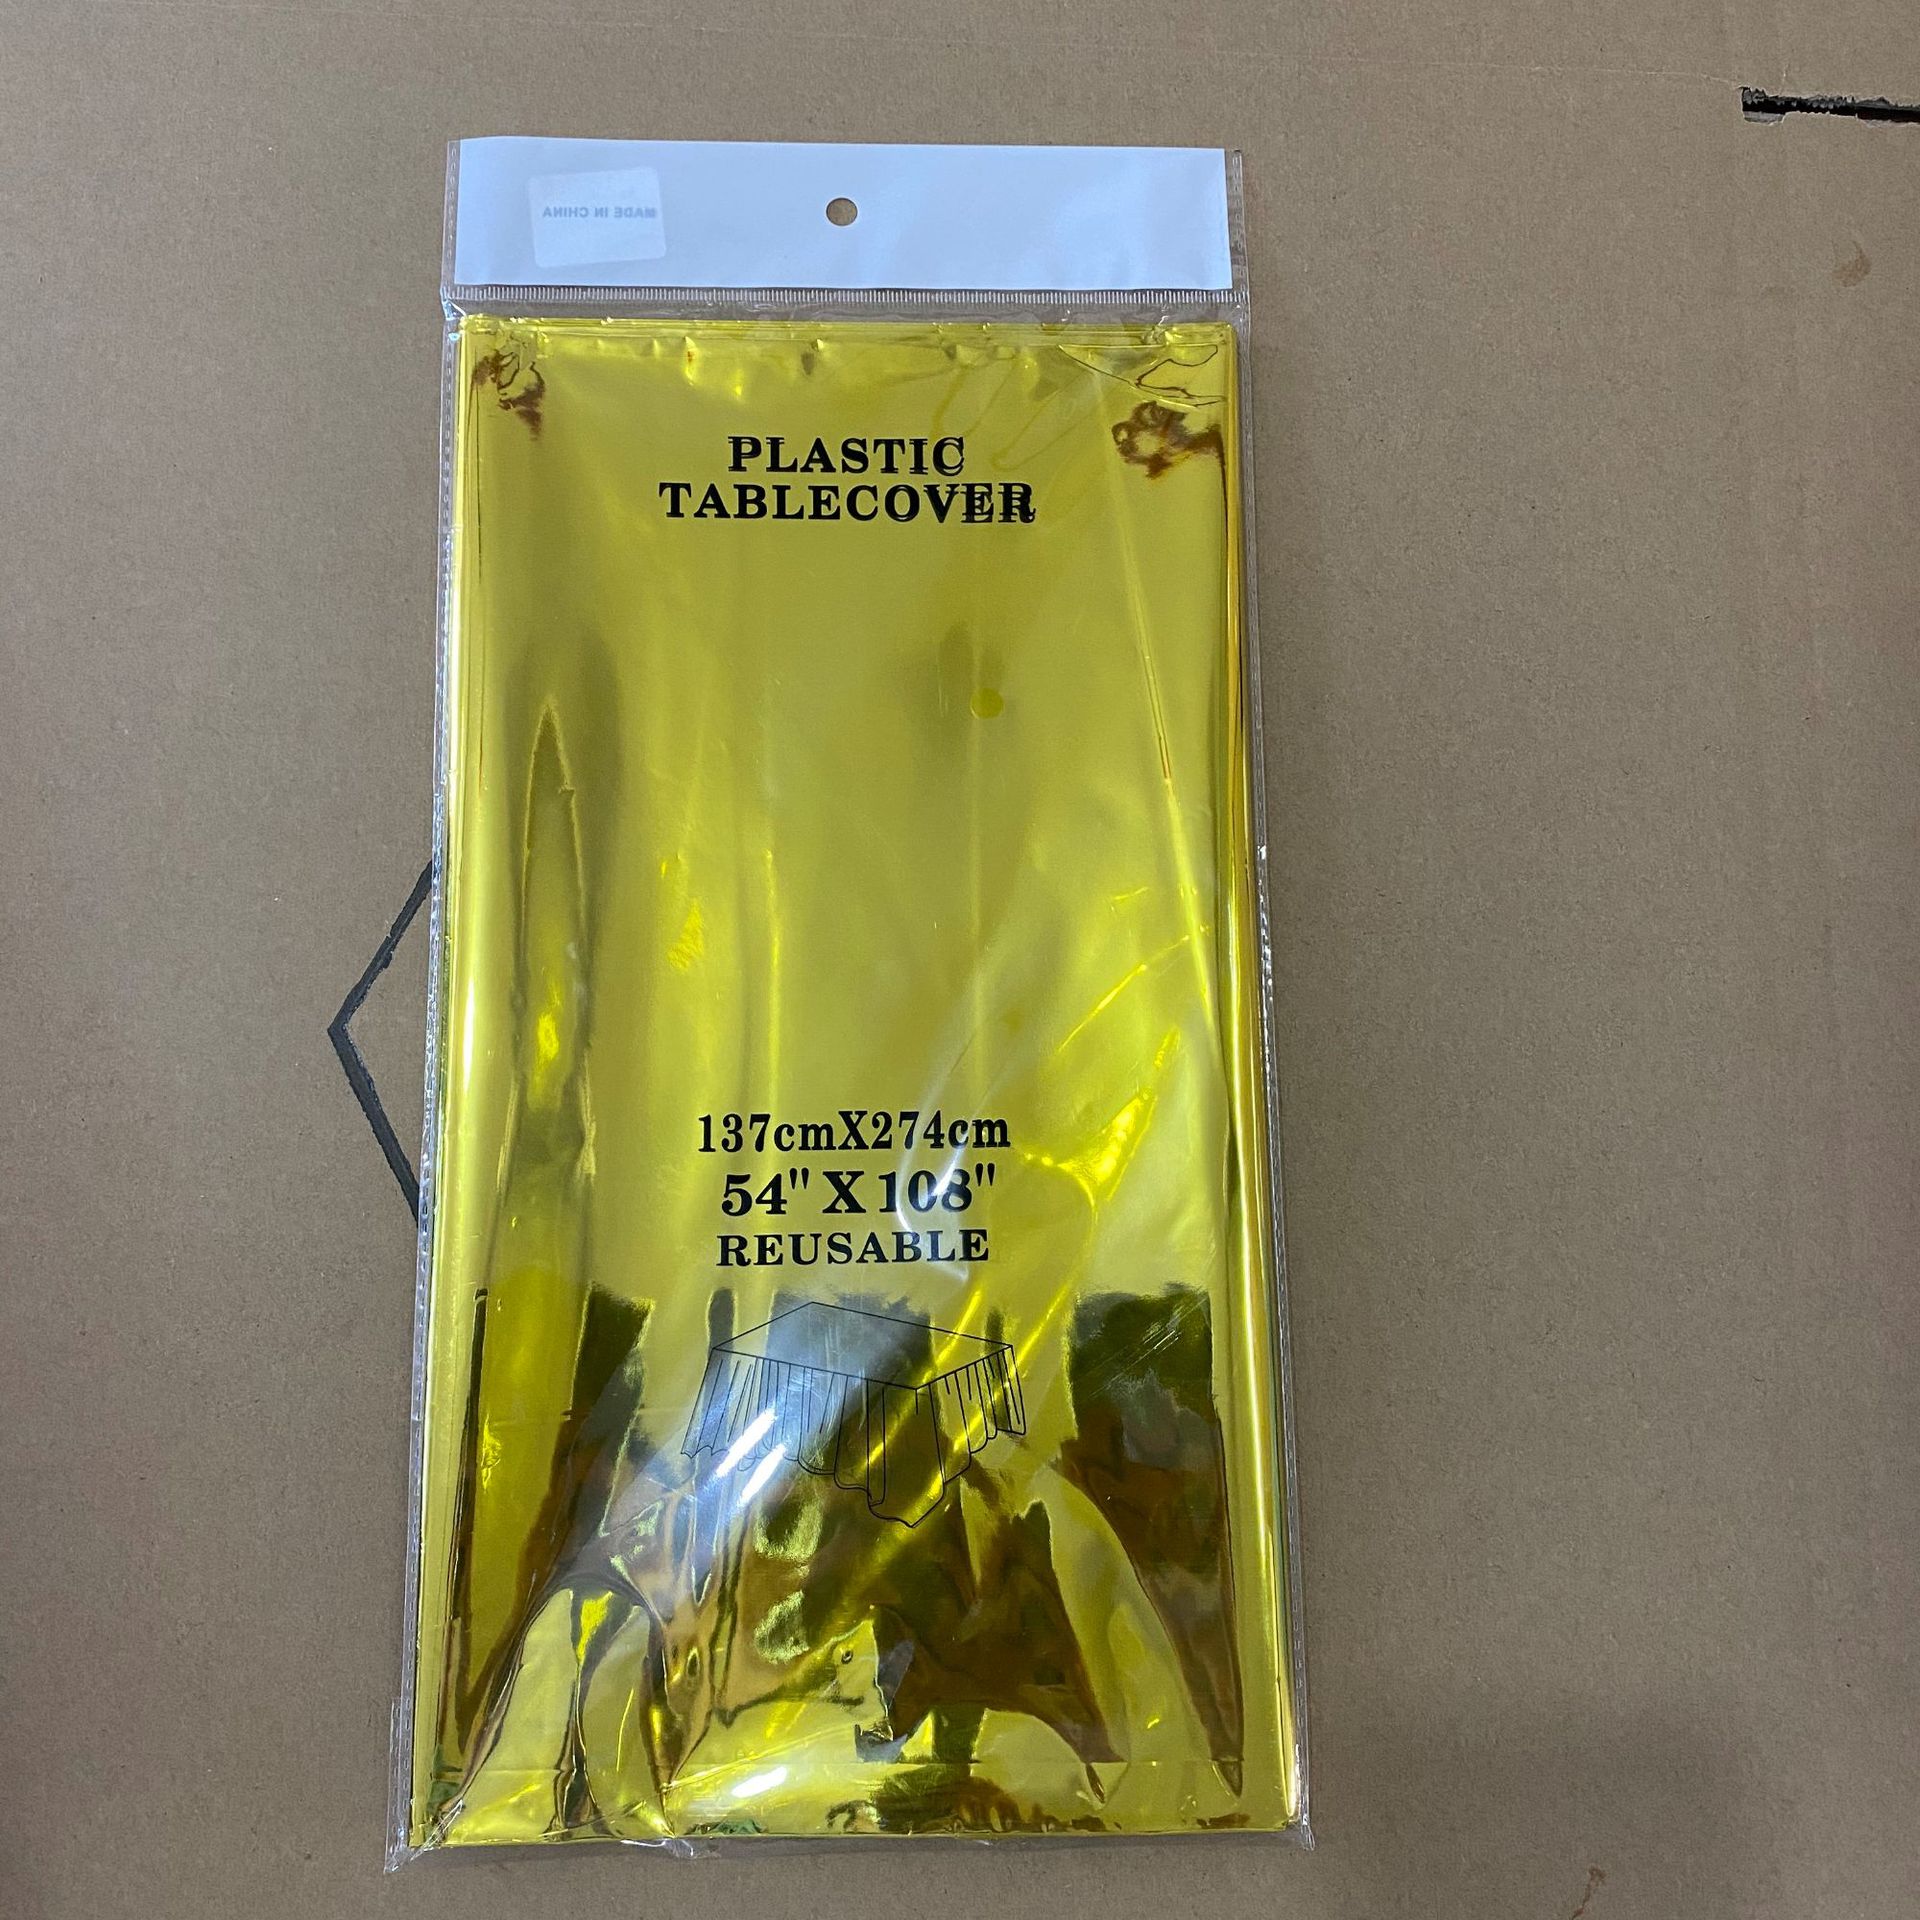 MADE IN CHINA
PLASTIC
TABLECOVER
137cmX274cm
54" X 108"
REUSABLE